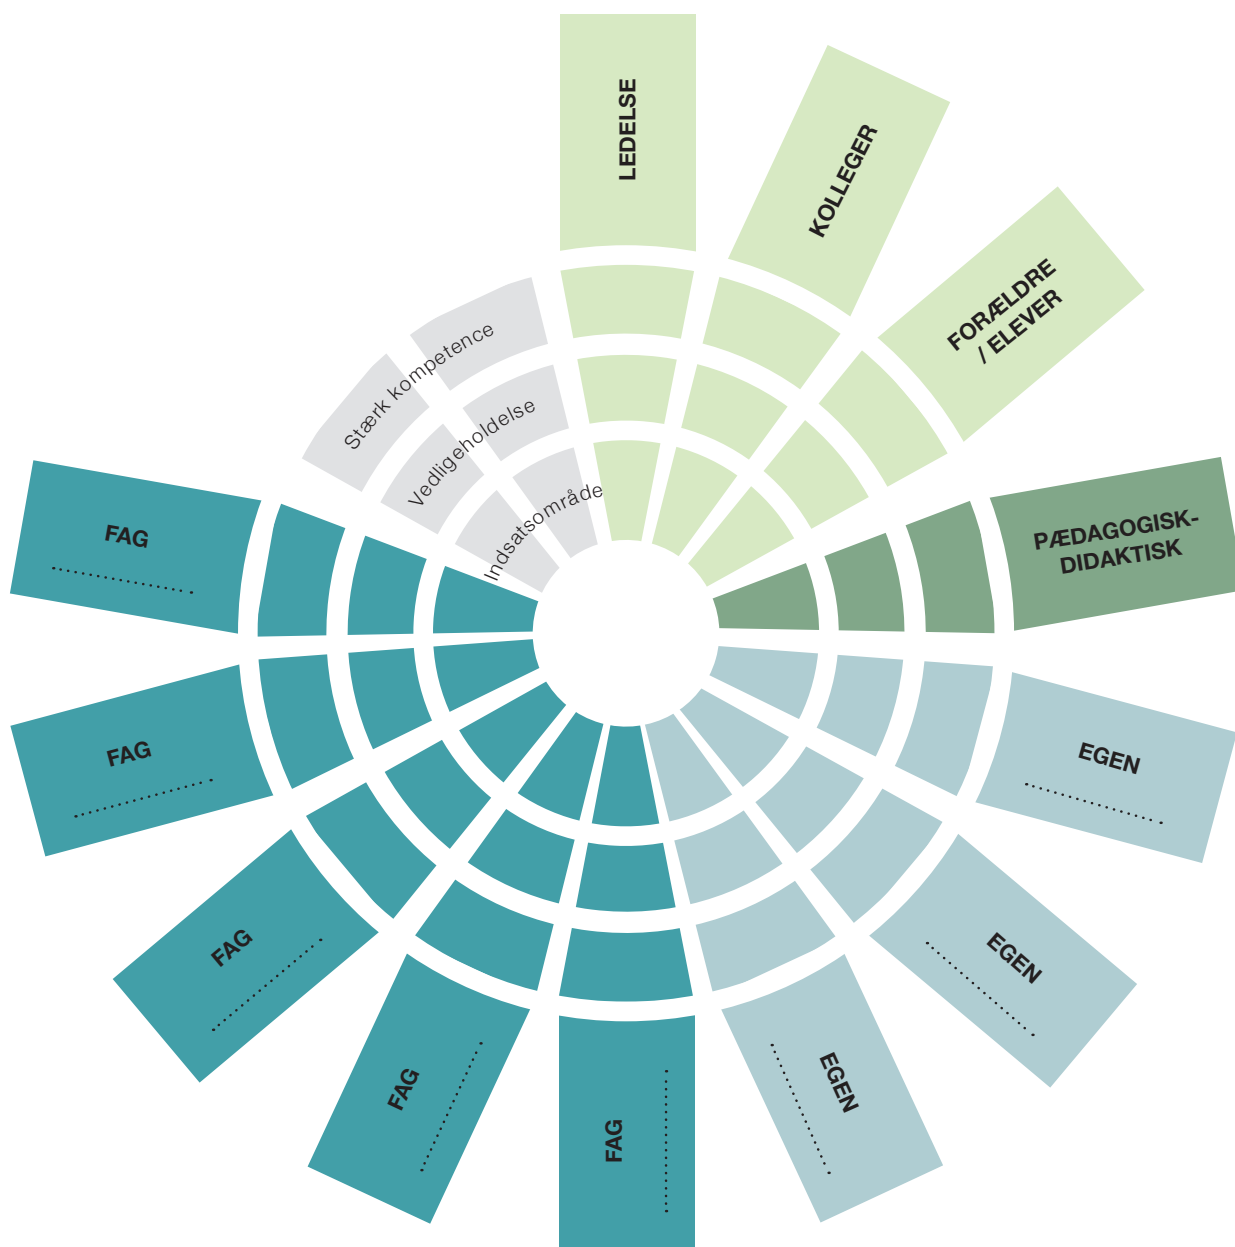 LEDELSE
KOLLEGER
FORÆLDRE
/ ELEVER
PÆDAGOGISK-
DIDAKTISK
EGEN
EGEN
EGEN
FAG
FAG
FAG
FAG
FAG
Stærk kompetence
Vedligeholdelse
Indsatsområde